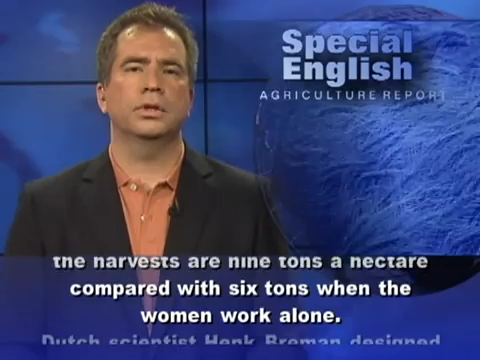 Special
English
AGRICULTURE REPORT
the harvests are nine tons a hectare
compared with six tons when the
women work alone.
Dutch scientist Henk Breman designed